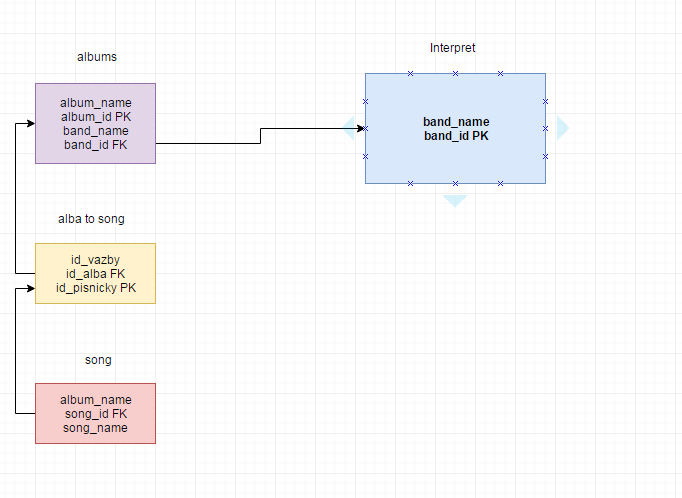 albums
album_name
album_id PK
band_name
band_id FK
Interpret
band_name
band_id PK
alba to song
id_vazby
id_alba FK
id_pisnicky PK
song
album_name
song_id FK
song_name